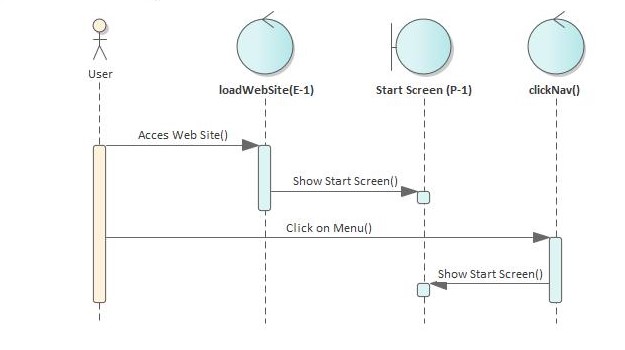 User
loadWebSite(E-1)
Start Screen (P-1)
clickNav()
Acces Web Site()
Show Start Screen()
Click on Menu()
Show Start Screen()